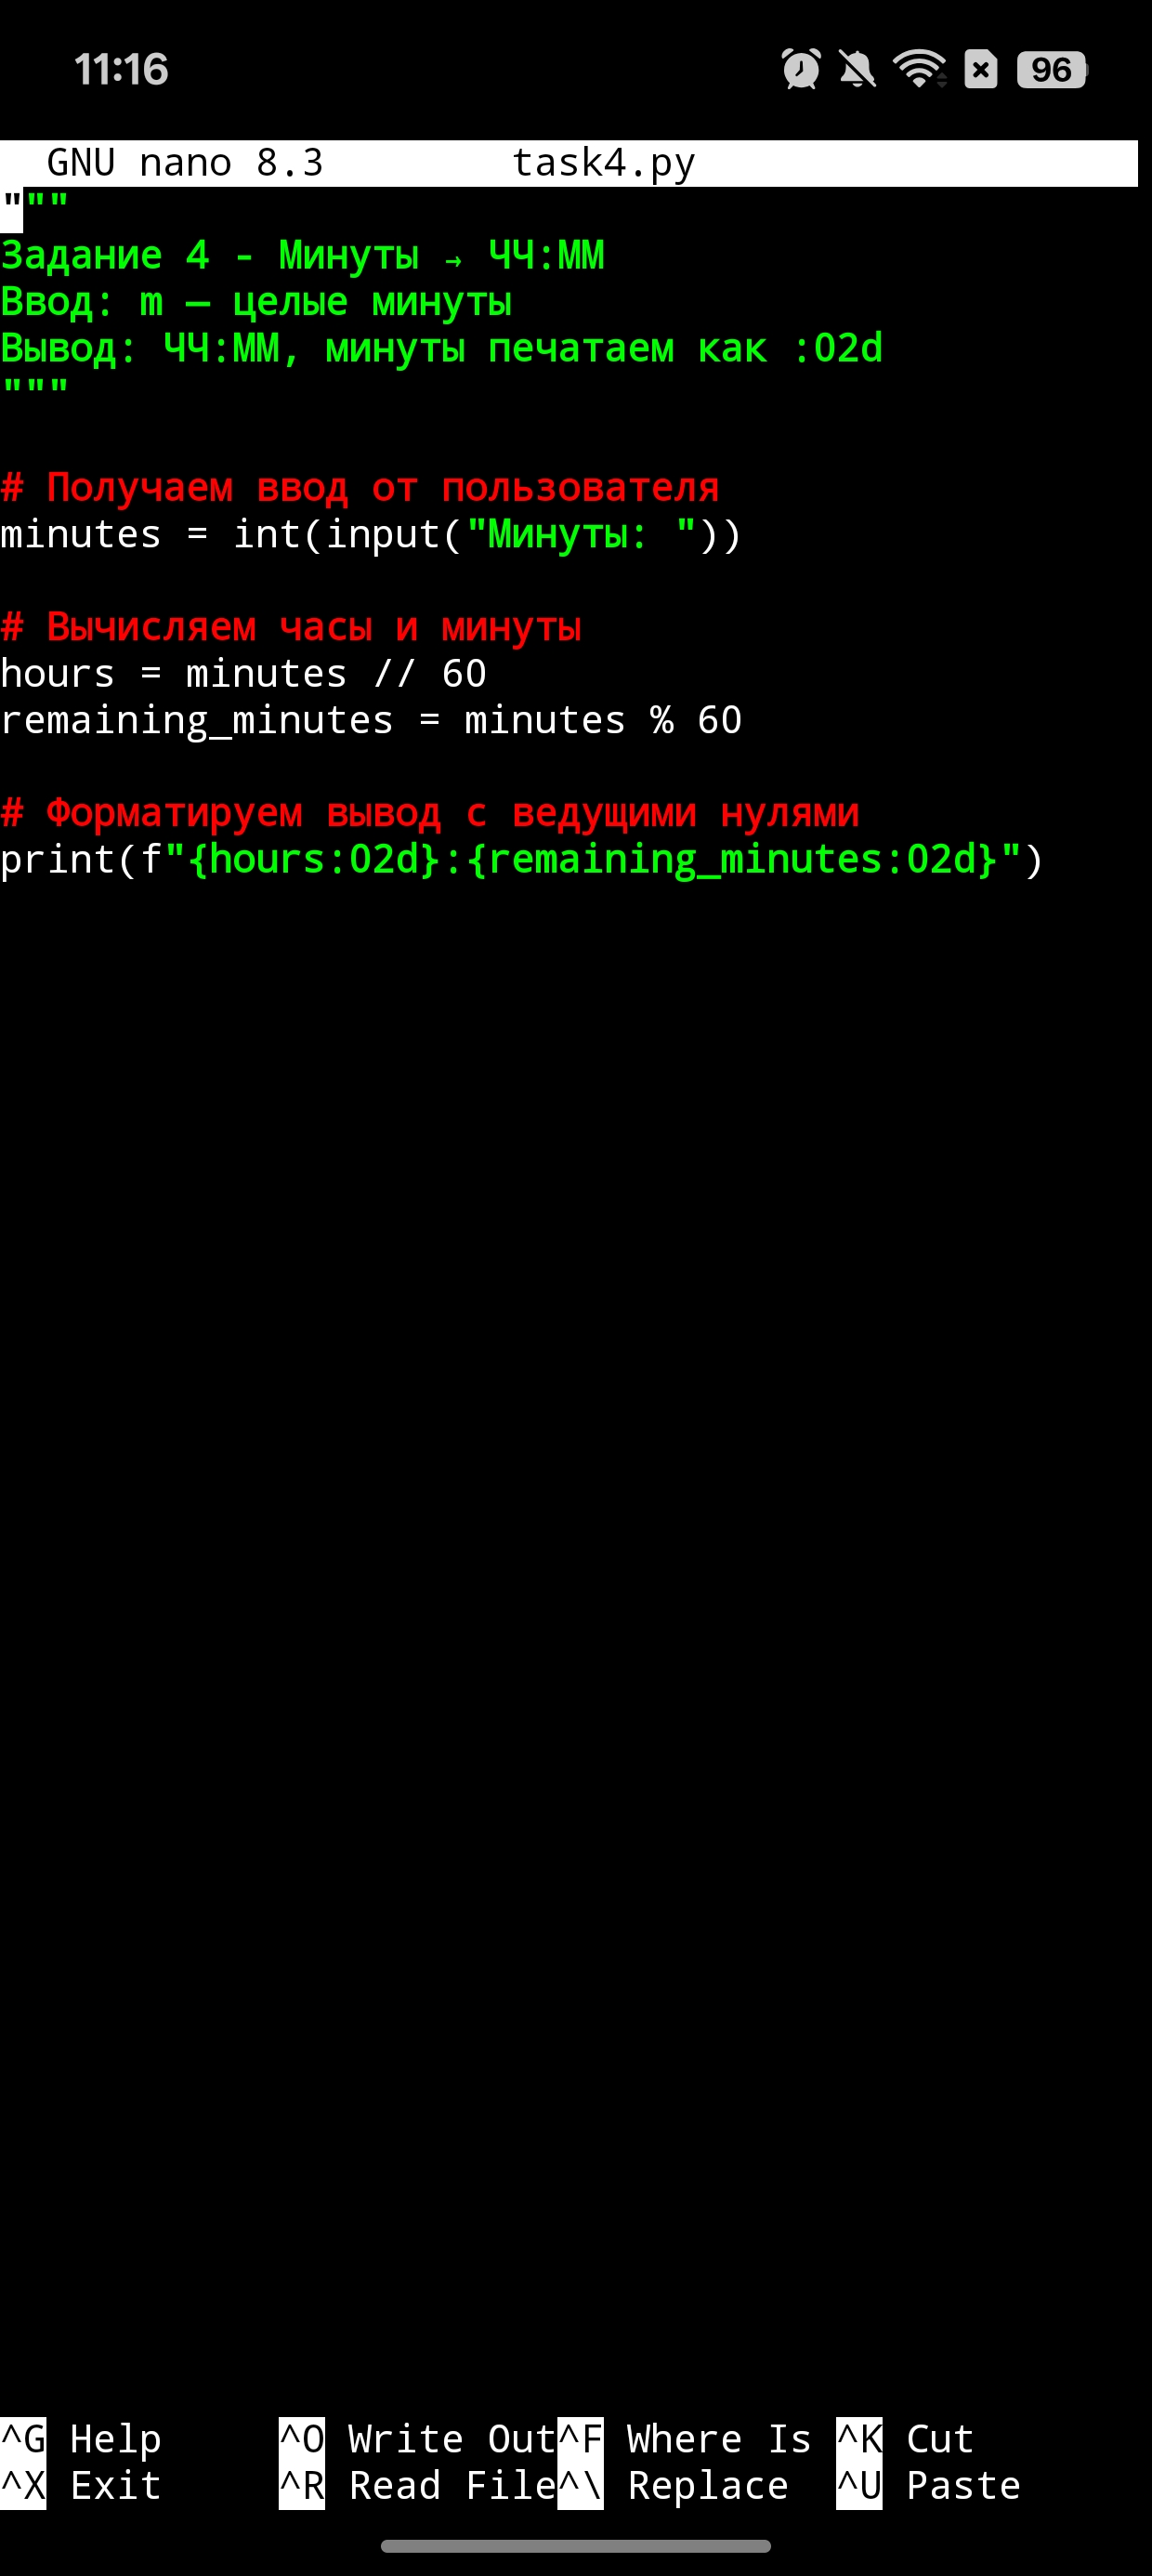 11:16 96
GNU nano 8.3 task4.py
"""
Задание 4 - Минуты → ЧЧ:ММ
Ввод: m — целые минуты
Вывод: ЧЧ:ММ, минуты печатаем как :02d
"""
# Получаем ввод от пользователя
minutes = int(input("Минуты: "))
# Вычисляем часы и минуты
hours = minutes // 60
remaining_minutes = minutes % 60
# Форматируем вывод с ведущими нулями
print(f"{hours:02d}:{remaining_minutes:02d}")
^G Help ^O Write Out ^F Where Is ^K Cut
^X Exit ^R Read File ^\ Replace ^U Paste